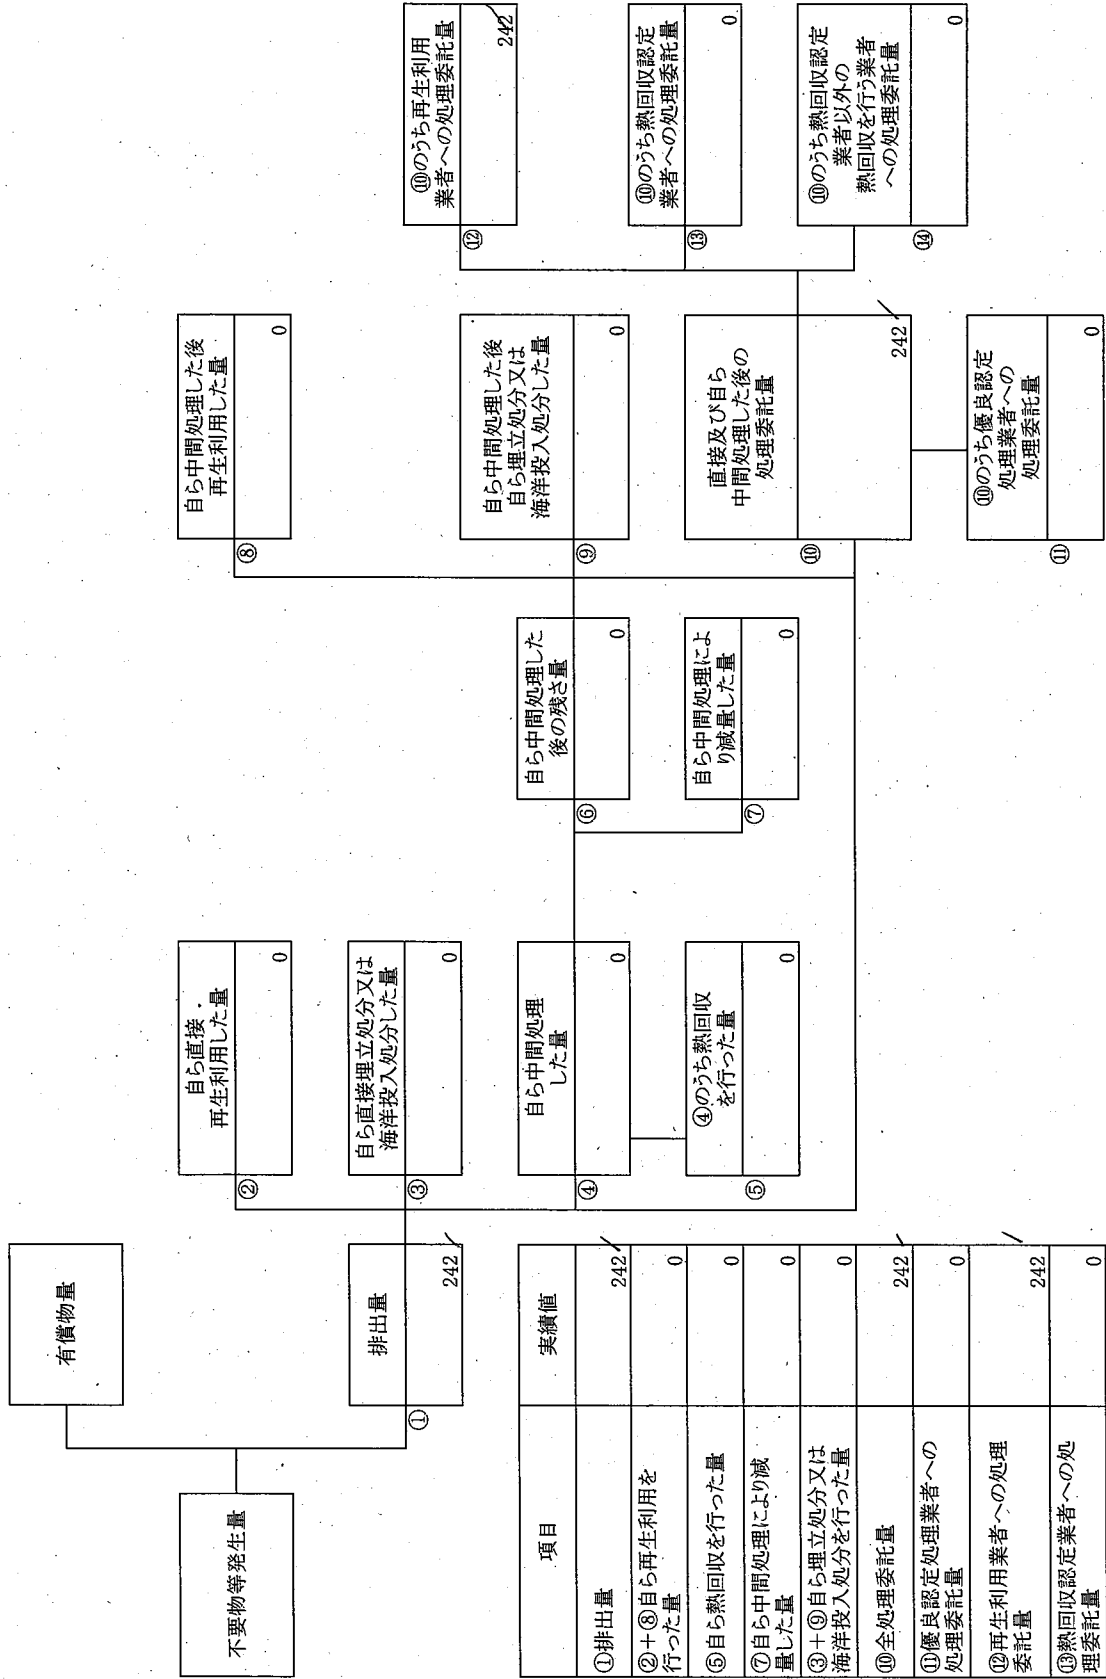 不要物等発生量
有償物量
排出量
①
242
②
自ら直接
再生利用した量
0
③
自ら直接埋立処分又は
海洋投入処分した量
0
④
自ら中間処理
した量
0
⑤
④のうち熱回収
を行った量
0
⑥
自ら中間処理した
後の残さ量
0
⑦
自ら中間処理によ
り減量した量
0
⑧
自ら中間処理した後
再生利用した量
0
⑨
自ら中間処理した後
自ら埋立処分又は
海洋投入処分した量
0
⑩
直接及び自ら
中間処理した後の
処理委託量
242
⑪
⑩のうち優良認定
処理業者への
処理委託量
0
⑫
⑩のうち再生利用
業者への処理委託量
242
⑬
⑩のうち熱回収認定
業者への処理委託量
0
⑭
⑩のうち熱回収認定
業者以外の
熱回収を行う業者
への処理委託量
0
項目 実績値
①排出量 242
②+⑧自ら再生利用を
行った量 0
⑤自ら熱回収を行った量 0
⑦自ら中間処理により減
量した量 0
③+⑨自ら埋立処分又は
海洋投入処分を行った量 0
⑩全処理委託量 242
⑪優良認定処理業者への
処理委託量 0
⑫再生利用業者への処理
委託量 242
⑬熱回収認定業者への処
理委託量 0